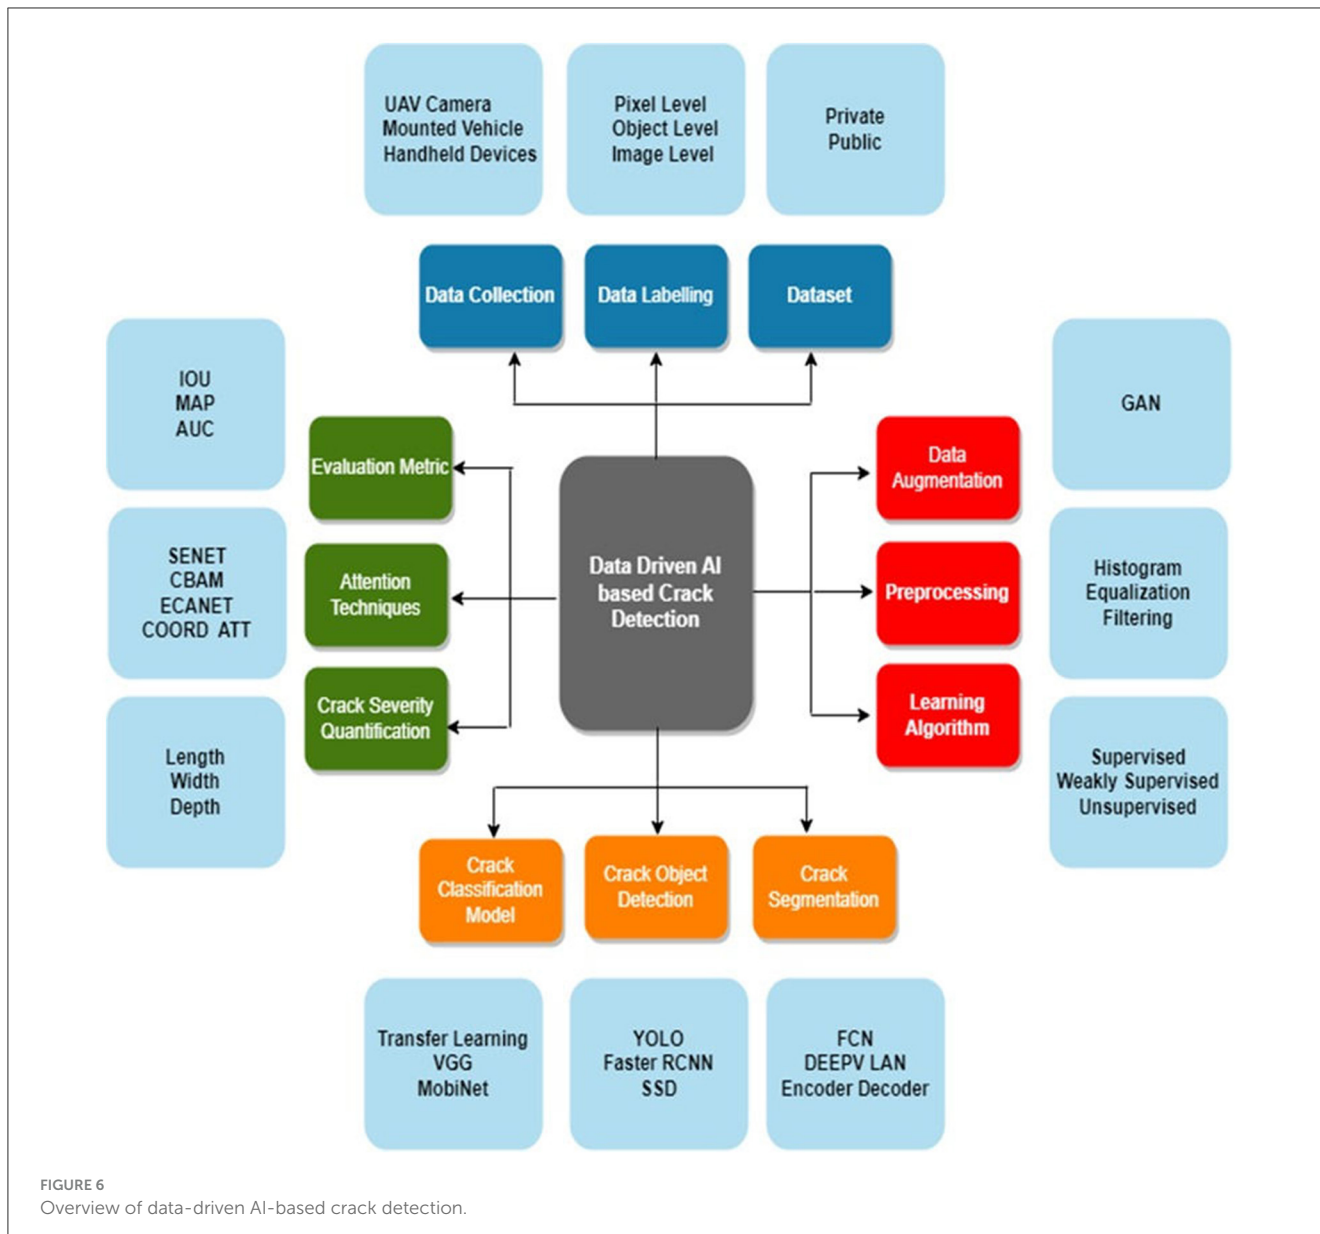 UAV Camera
Mounted Vehicle
Handheld Devices
Pixel Level
Object Level
Image Level
Private
Public
Data Collection
Data Labelling
Dataset
IOU
MAP
AUC
Evaluation Metric
Data
Augmentation
GAN
SENET
CBAM
ECANET
COORD ATT
Attention
Techniques
Data Driven AI
based Crack
Detection
Preprocessing
Histogram
Equalization
Filtering
Length
Width
Depth
Crack Severity
Quantification
Learning
Algorithm
Supervised
Weakly Supervised
Unsupervised
Crack
Classification
Model
Crack Object
Detection
Crack
Segmentation
Transfer Learning
VGG
MobiNet
YOLO
Faster RCNN
SSD
FCN
DEEPV LAN
Encoder Decoder
FIGURE 6
Overview of data-driven AI-based crack detection.